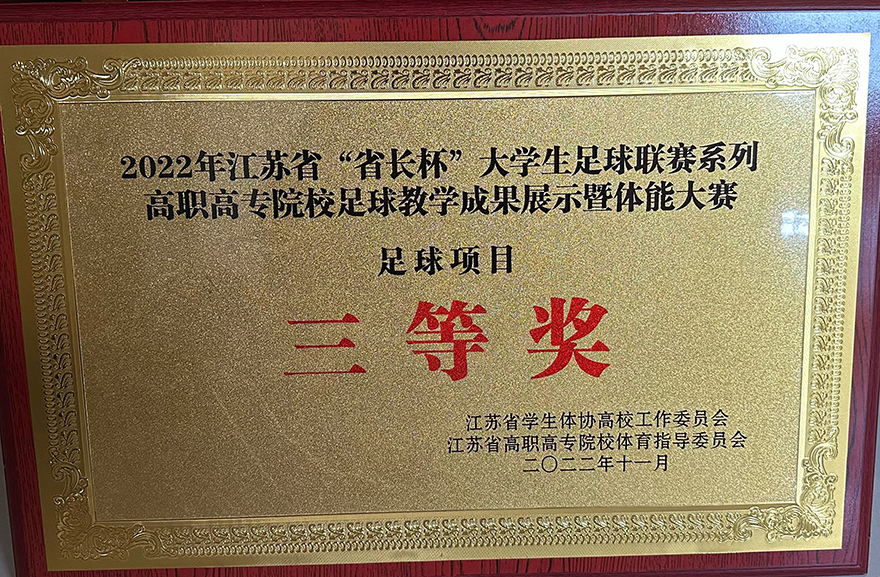 2022年江苏省“省长杯”大学生足球联赛系列
高职高专院校足球教学成果展示暨体能大赛
足球项目
三等奖
江苏省学生体协高校工作委员会
江苏省高职高专院校体育指导委员会
二〇二二年十一月